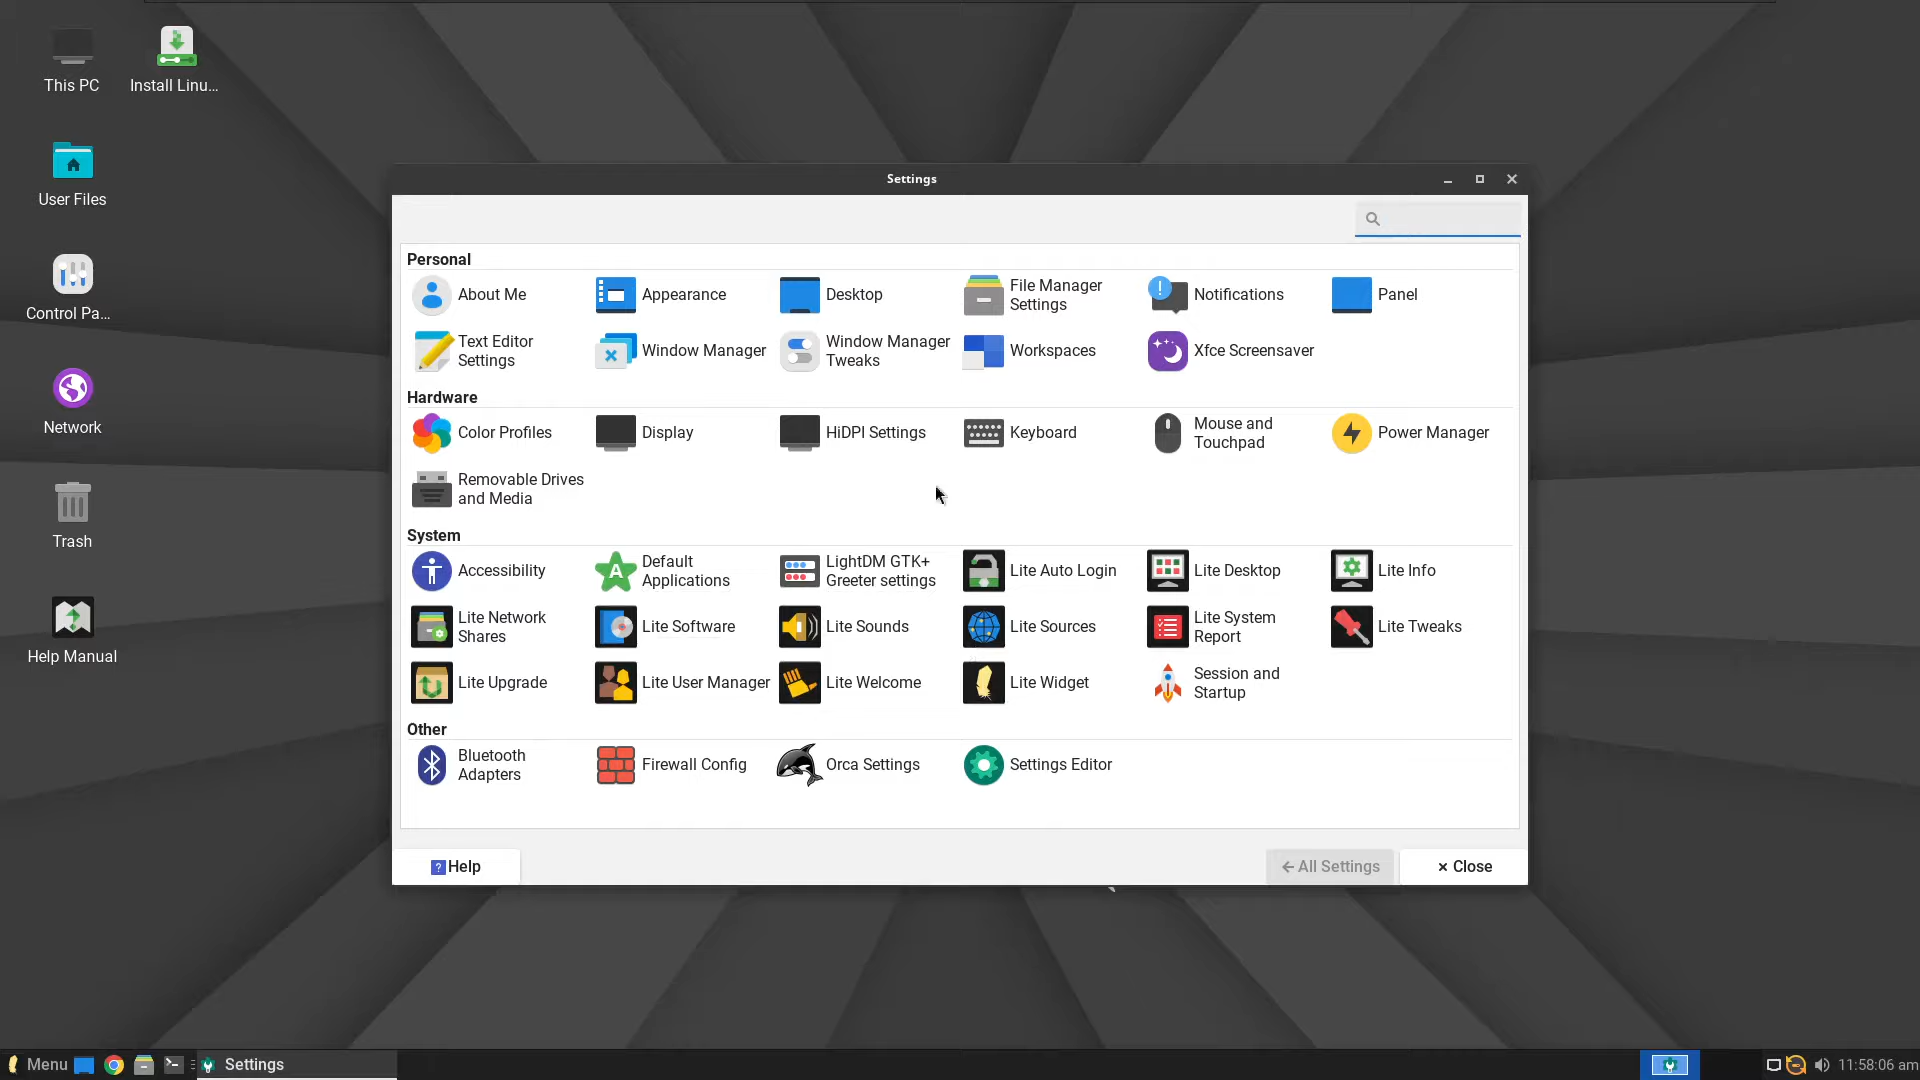 This PC
Install Linu...
User Files
Control Pa...
Network
Trash
Help Manual
Settings
Personal
About Me
Appearance
Desktop
File Manager
Settings
Notifications
Panel
Text Editor
Settings
Window Manager
Window Manager
Tweaks
Workspaces
Xfce Screensaver
Hardware
Color Profiles
Display
HiDPI Settings
Keyboard
Mouse and
Touchpad
Power Manager
Removable Drives
and Media
System
Accessibility
Default
Applications
LightDM GTK+
Greeter settings
Lite Auto Login
Lite Desktop
Lite Info
Lite Network
Shares
Lite Software
Lite Sounds
Lite Sources
Lite System
Report
Lite Tweaks
Lite Upgrade
Lite User Manager
Lite Welcome
Lite Widget
Session and
Startup
Other
Bluetooth
Adapters
Firewall Config
Orca Settings
Settings Editor
Help
All Settings
Close
Menu
Settings
11:58:06 am